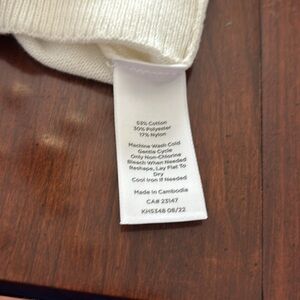 53% Cotton
30% Polyester
17% Nylon
Machine Wash Cold
Gentle Cycle
Only Non-Chlorine
Bleach When Needed
Reshape, Lay Flat To
Dry
Cool Iron If Needed
Made in Cambodia
CA# 23147
KH5348 08/22